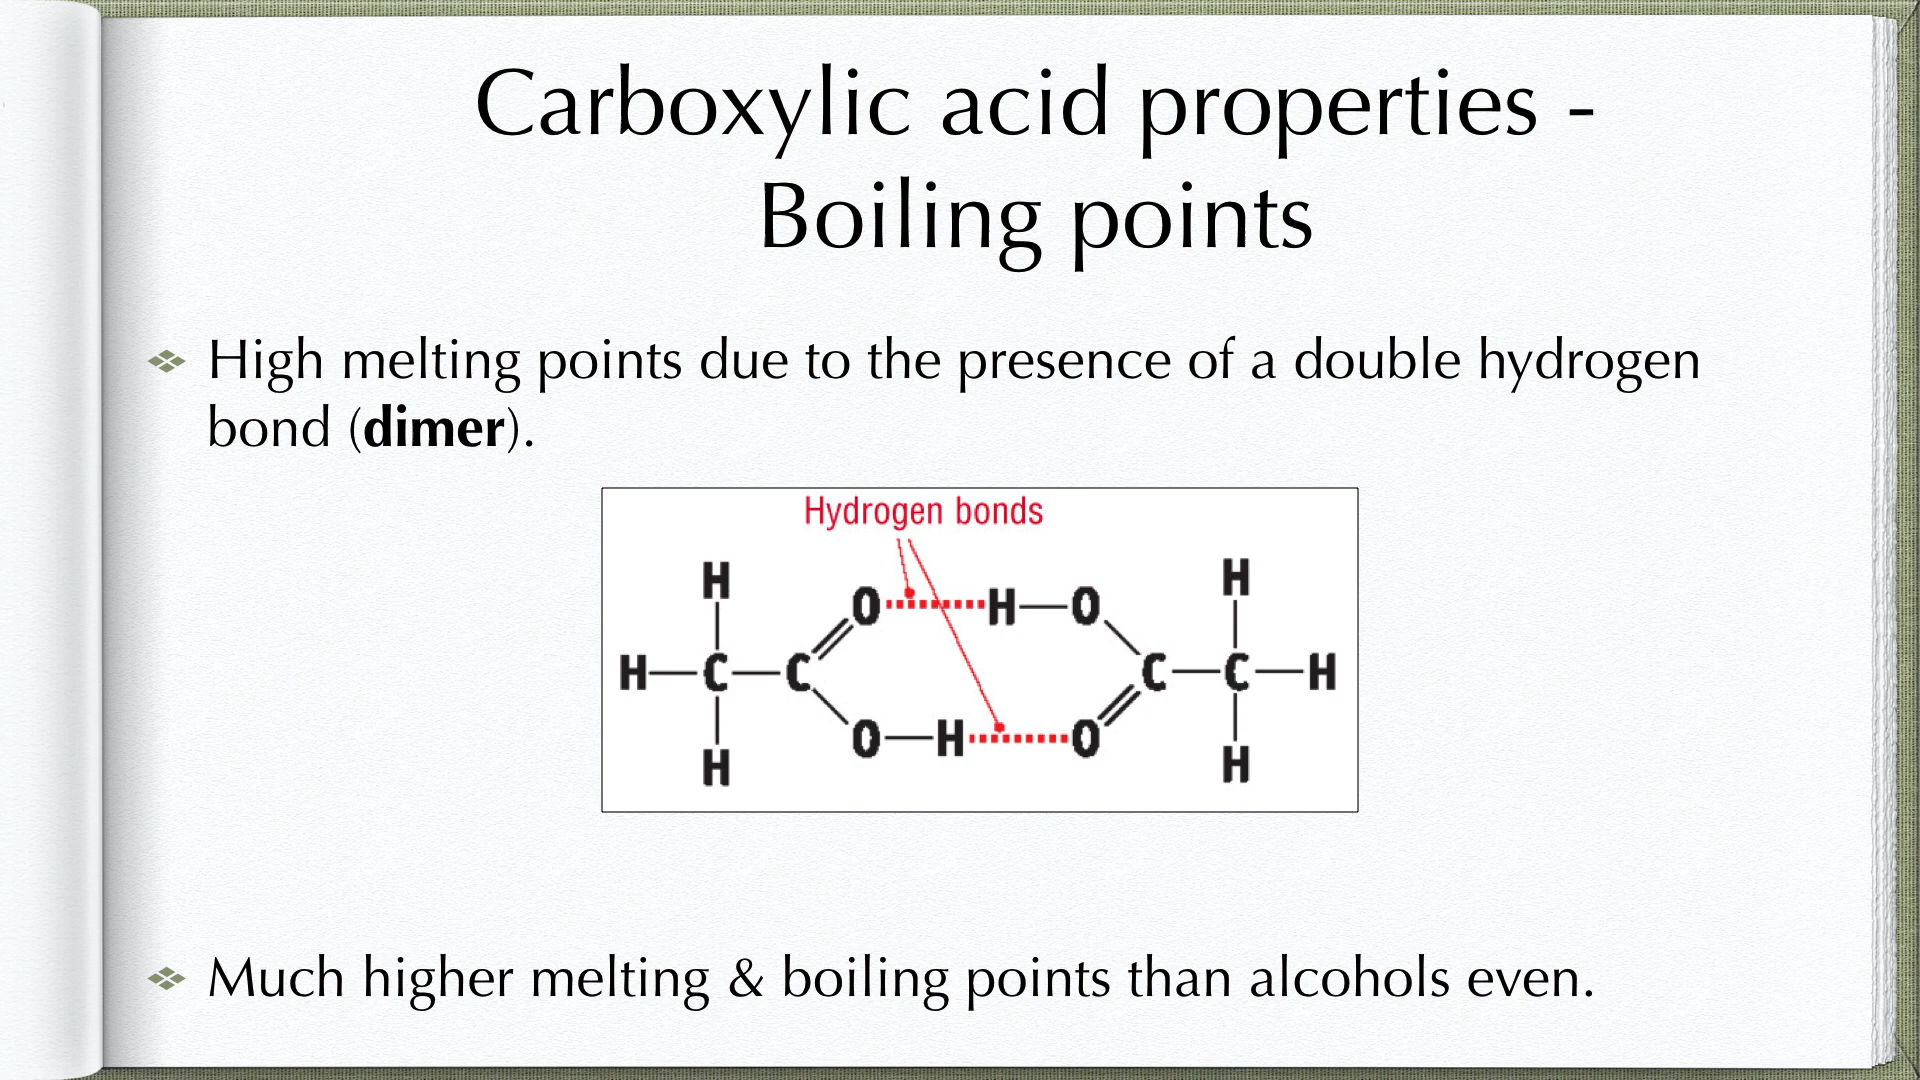 Carboxylic acid properties -
Boiling points
High melting points due to the presence of a double hydrogen
bond (dimer).
Hydrogen bonds
H H
O H O
H C C C C H
O H O
H H
Much higher melting & boiling points than alcohols even.